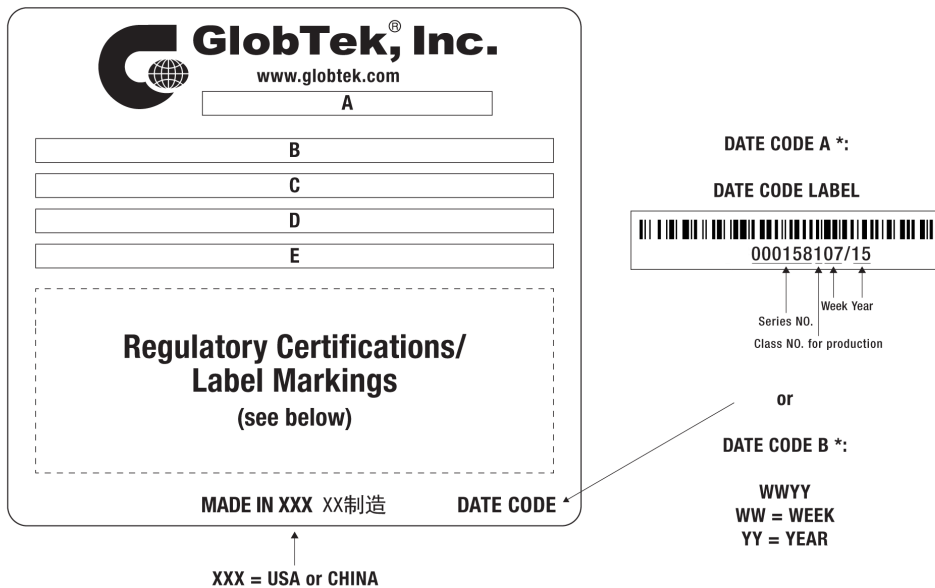 GlobTek,® Inc.
www.globtek.com
A
B
C
D
E
Regulatory Certifications/
Label Markings
(see below)
MADE IN XXX XX制造 DATE CODE
XXX = USA or CHINA
DATE CODE A *:
DATE CODE LABEL
000158107/15
Week Year
Series NO.
Class NO. for production
or
DATE CODE B *:
WWYY
WW = WEEK
YY = YEAR